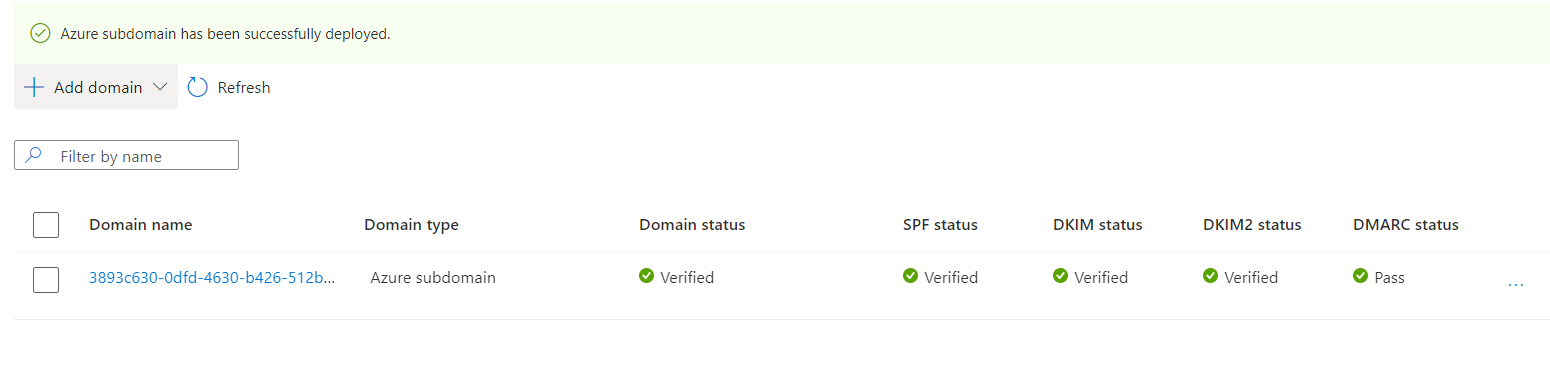 Azure subdomain has been successfully deployed.
Add domain Refresh
Filter by name
Domain name Domain type Domain status SPF status DKIM status DKIM2 status DMARC status
3893c630-0dfd-4630-b426-512b... Azure subdomain Verified Verified Verified Verified Pass ...